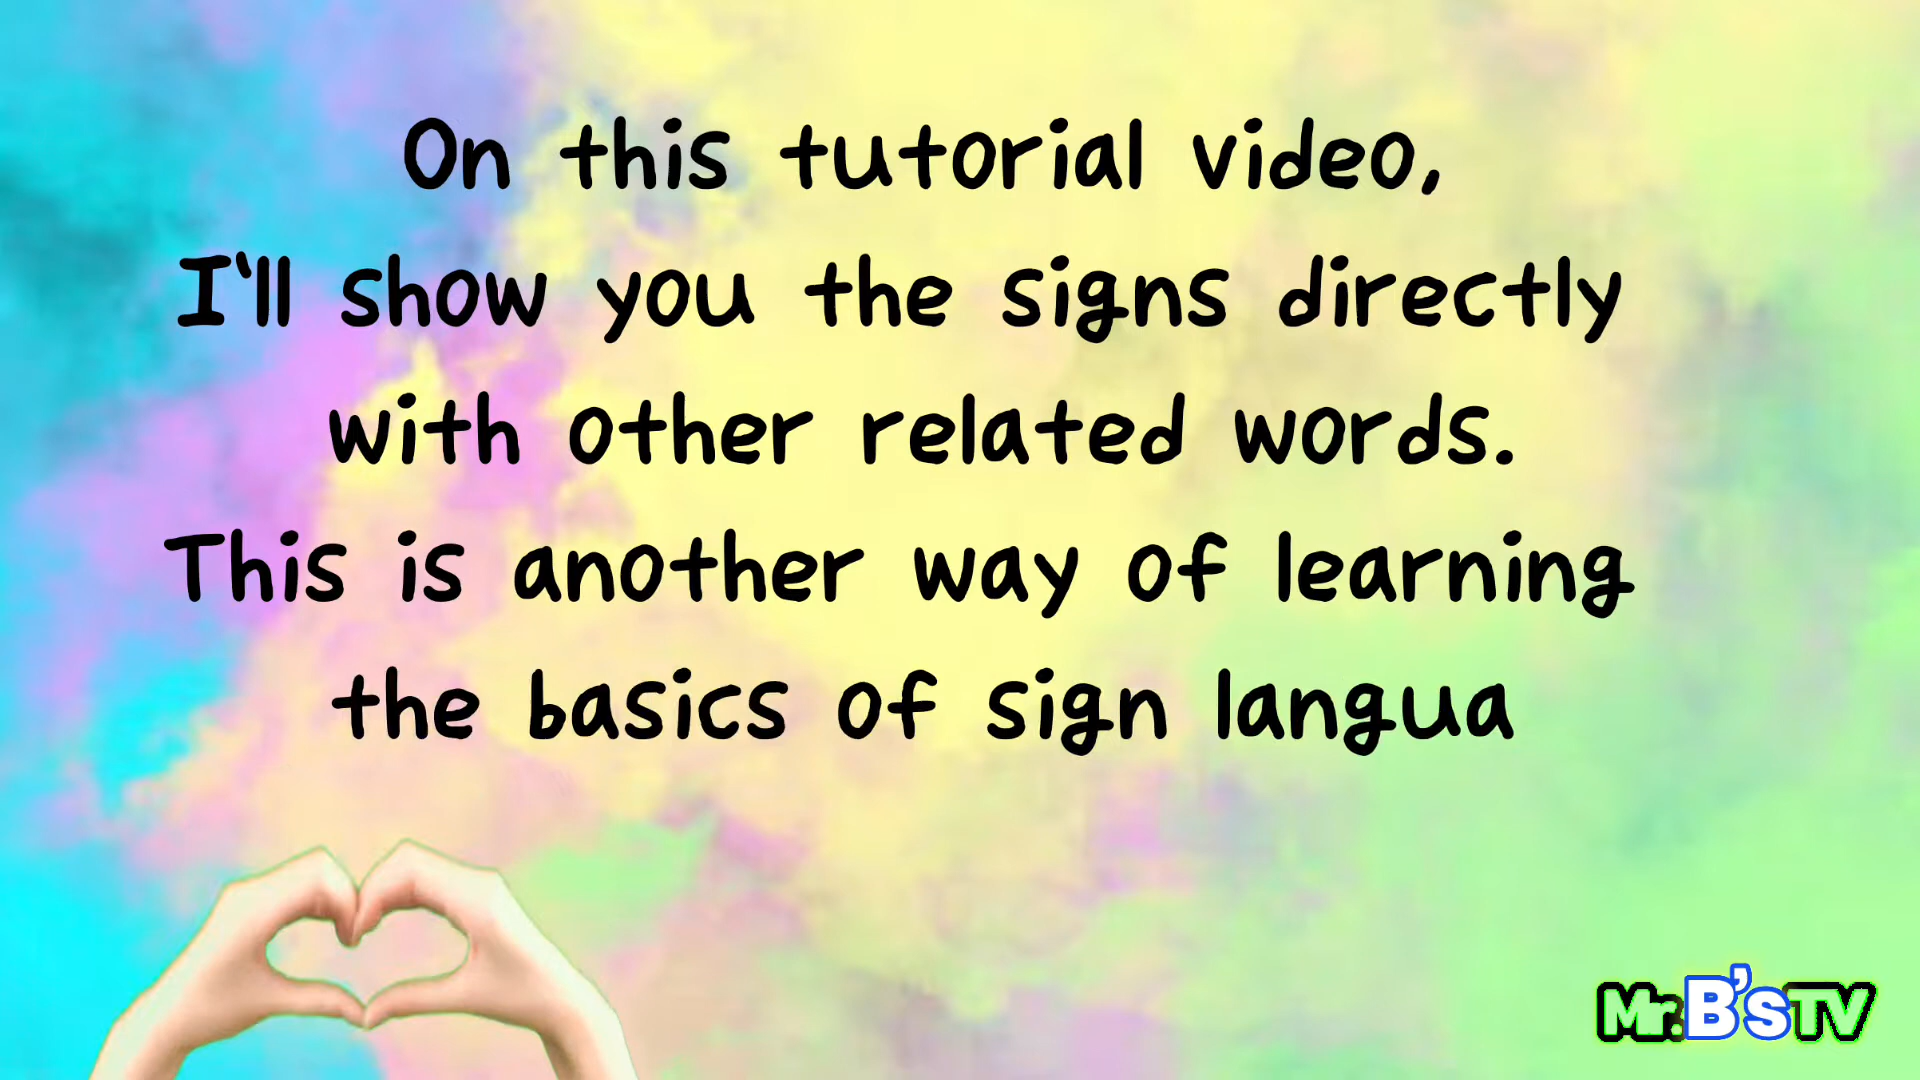 On this tutorial video,
I'll show you the signs directly
with other related words.
This is another way of learning
the basics of sign langua
Mr.B'sTV